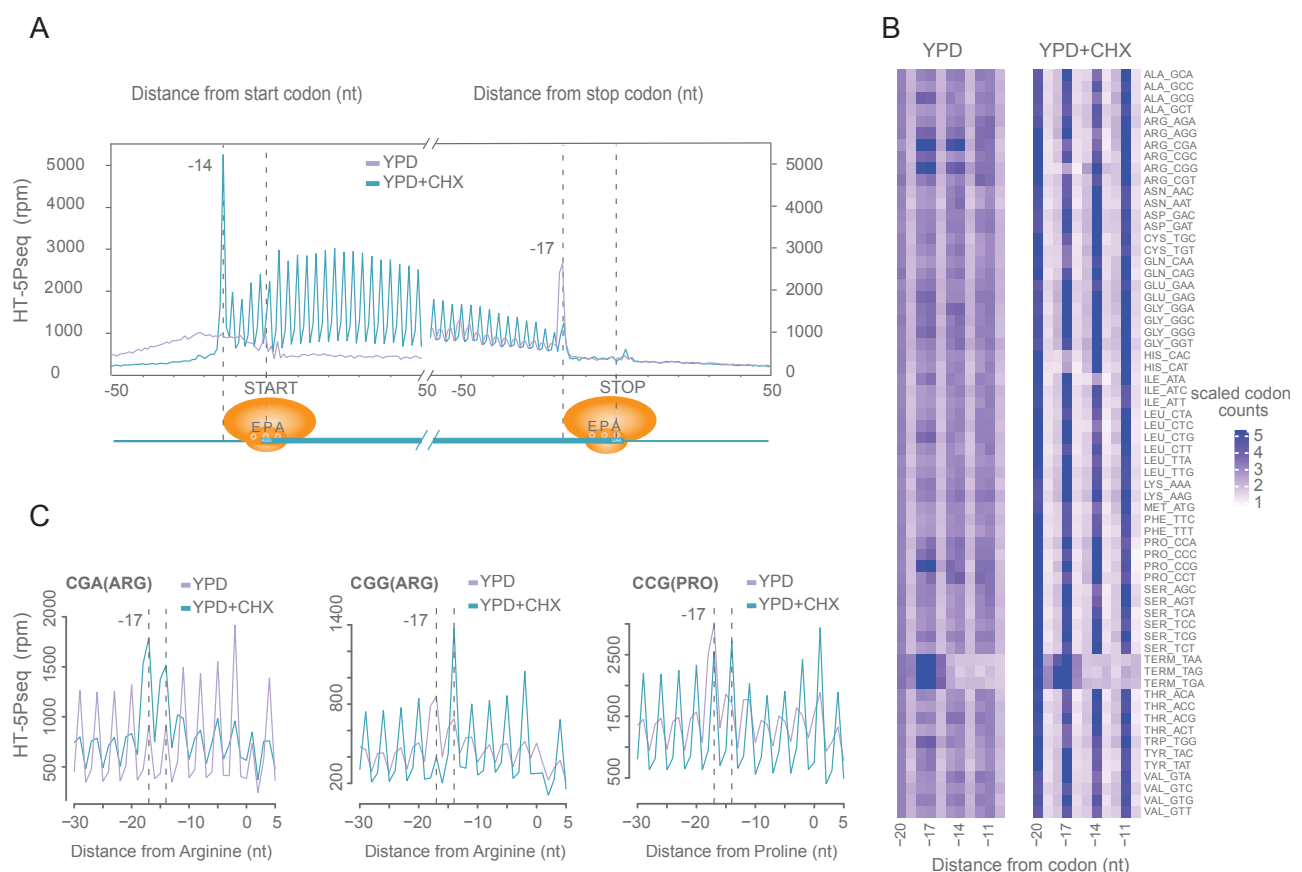 A
Distance from start codon (nt)
Distance from stop codon (nt)
HT-5Pseq (rpm)
5000
4000
3000
2000
1000
0
-14
YPD
YPD+CHX
-17
5000
4000
3000
2000
1000
0
-50
START
50
STOP
50
E P A
E P A
B
YPD
YPD+CHX
ALA_GCA
ALA_GCC
ALA_GCG
ALA_GCT
ARG_AGA
ARG_AGG
ARG_CGA
ARG_CGC
ARG_CGG
ARG_CGT
ASN_AAC
ASN_AAT
ASP_GAC
ASP_GAT
CYS_TGC
CYS_TGT
GLN_CAA
GLN_CAG
GLU_GAA
GLU_GAG
GLY_GGA
GLY_GGC
GLY_GGG
GLY_GGT
HIS_CAC
HIS_CAT
ILE_ATA
ILE_ATC
ILE_ATT
LEU_CTA
LEU_CTC
LEU_CTG
LEU_CTT
LEU_TTA
LEU_TTG
LYS_AAA
LYS_AAG
MET_ATG
PHE_TTC
PHE_TTT
PRO_CCA
PRO_CCC
PRO_CCG
PRO_CCT
SER_AGC
SER_AGT
SER_TCA
SER_TCC
SER_TCG
SER_TCT
TERM_TAA
TERM_TAG
TERM_TGA
THR_ACA
THR_ACC
THR_ACG
THR_ACT
TRP_TGG
TYR_TAC
TYR_TAT
VAL_GTA
VAL_GTC
VAL_GTG
VAL_GTT
−20
−17
−14
−11
−20
−17
−14
−11
Distance from codon (nt)
scaled codon
counts
5
4
3
2
1
C
CGA(ARG)
YPD
YPD+CHX
-17
HT-5Pseq (rpm)
2000
1500
1000
500
−30
−20
−10
0
5
Distance from Arginine (nt)
CGG(ARG)
YPD
YPD+CHX
-17
1400
800
200
−30
−20
−10
0
5
Distance from Arginine (nt)
CCG(PRO)
YPD
YPD+CHX
-17
2500
1500
500
−30
−20
−10
0
5
Distance from Proline (nt)